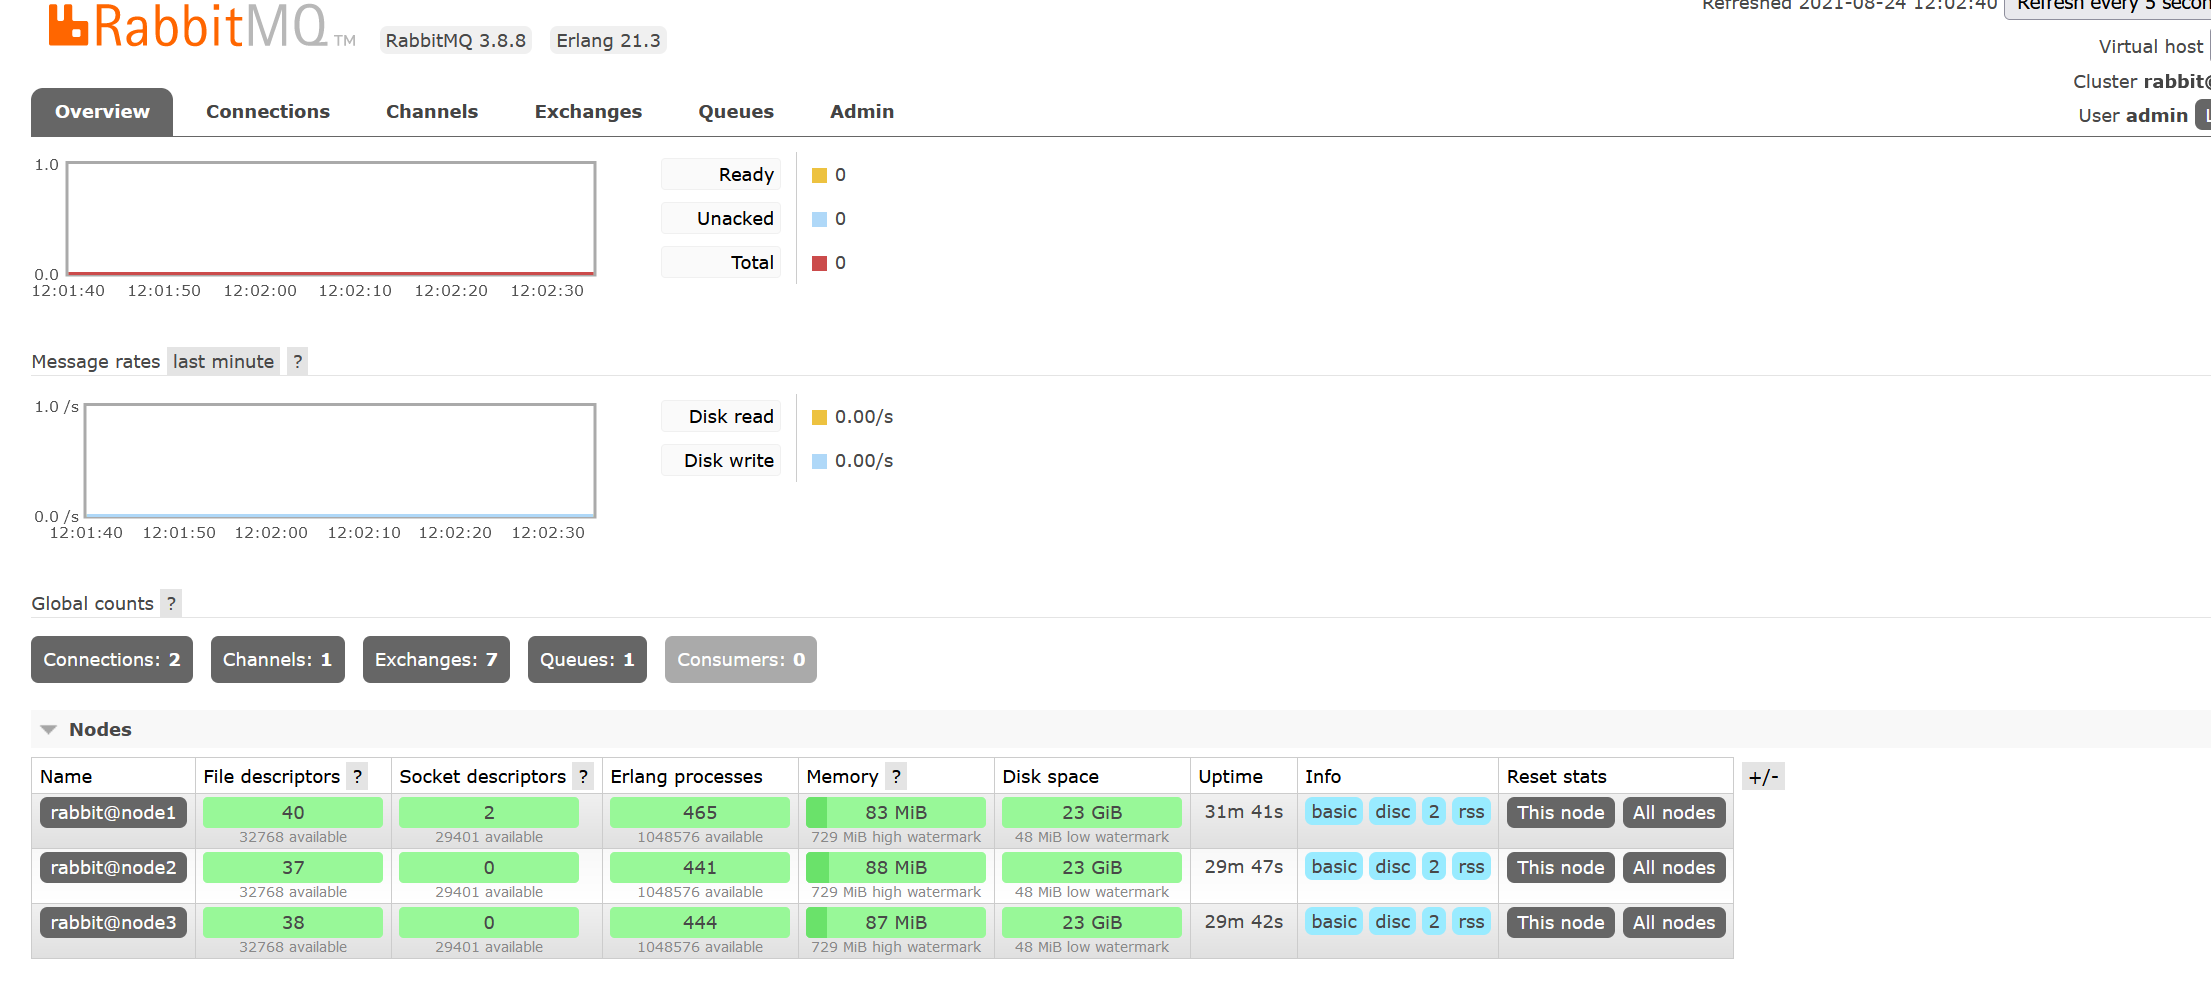 Refreshed 2021-08-24 12:02:40 Refresh every 5 secon
RabbitMQ TM RabbitMQ 3.8.8 Erlang 21.3
Virtual host
Cluster rabbit@
User admin L
Overview Connections Channels Exchanges Queues Admin
1.0
0.0
12:01:40 12:01:50 12:02:00 12:02:10 12:02:20 12:02:30
Ready 0
Unacked 0
Total 0
Message rates last minute ?
1.0 /s
0.0 /s
12:01:40 12:01:50 12:02:00 12:02:10 12:02:20 12:02:30
Disk read 0.00/s
Disk write 0.00/s
Global counts ?
Connections: 2 Channels: 1 Exchanges: 7 Queues: 1 Consumers: 0
Nodes
Name File descriptors ? Socket descriptors ? Erlang processes Memory ? Disk space Uptime Info Reset stats +/-
rabbit@node1 40 2 465 83 MiB 23 GiB 31m 41s basic disc 2 rss This node All nodes
32768 available 29401 available 1048576 available 729 MiB high watermark 48 MiB low watermark
rabbit@node2 37 0 441 88 MiB 23 GiB 29m 47s basic disc 2 rss This node All nodes
32768 available 29401 available 1048576 available 729 MiB high watermark 48 MiB low watermark
rabbit@node3 38 0 444 87 MiB 23 GiB 29m 42s basic disc 2 rss This node All nodes
32768 available 29401 available 1048576 available 729 MiB high watermark 48 MiB low watermark